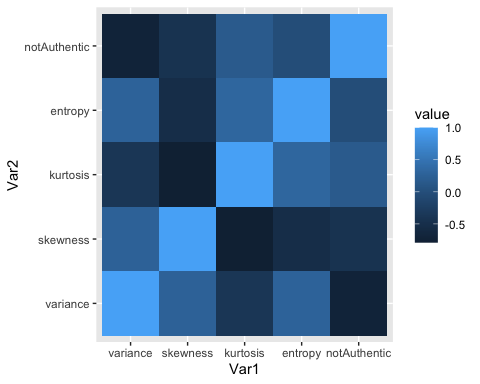 Var2
notAuthentic
entropy
kurtosis
skewness
variance
variance skewness kurtosis entropy notAuthentic
Var1
value
1.0
0.5
0.0
-0.5